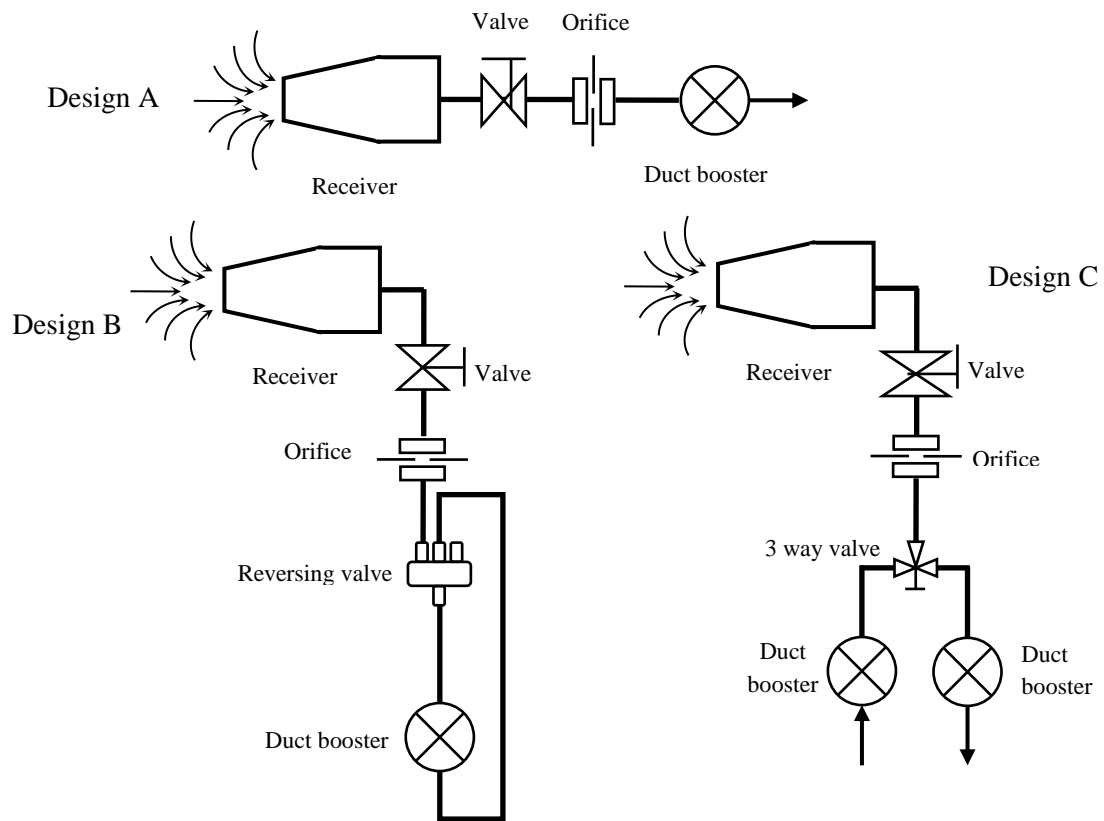 Valve
Orifice
Design A
Receiver
Duct booster
Design B
Receiver
Valve
Orifice
Reversing valve
Duct booster
Design C
Receiver
Valve
Orifice
3 way valve
Duct
booster
Duct
booster